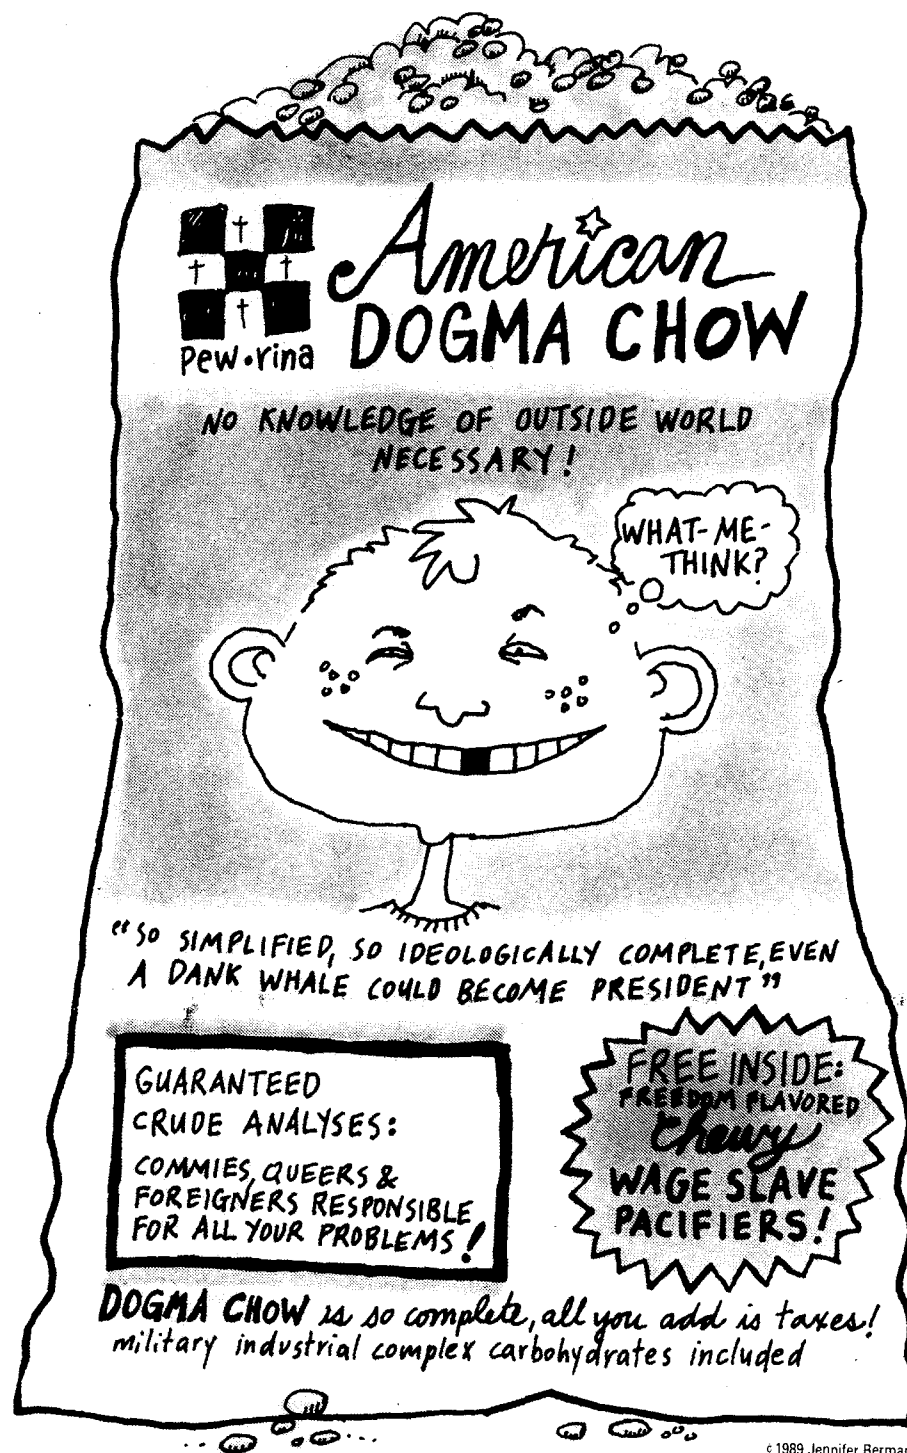 American
DOGMA CHOW
pew•rina
NO KNOWLEDGE OF OUTSIDE WORLD
NECESSARY!
WHAT-ME-
THINK?
"SO SIMPLIFIED, SO IDEOLOGICALLY COMPLETE, EVEN
A DANK WHALE COULD BECOME PRESIDENT"
GUARANTEED
CRUDE ANALYSES:
COMMIES, QUEERS &
FOREIGNERS RESPONSIBLE
FOR ALL YOUR PROBLEMS!
FREE INSIDE:
FREEDOM FLAVORED
Chewy
WAGE SLAVE
PACIFIERS!
DOGMA CHOW is so complete, all you add is taxes!
military industrial complex carbohydrates included
© 1989 Jennifer Berman